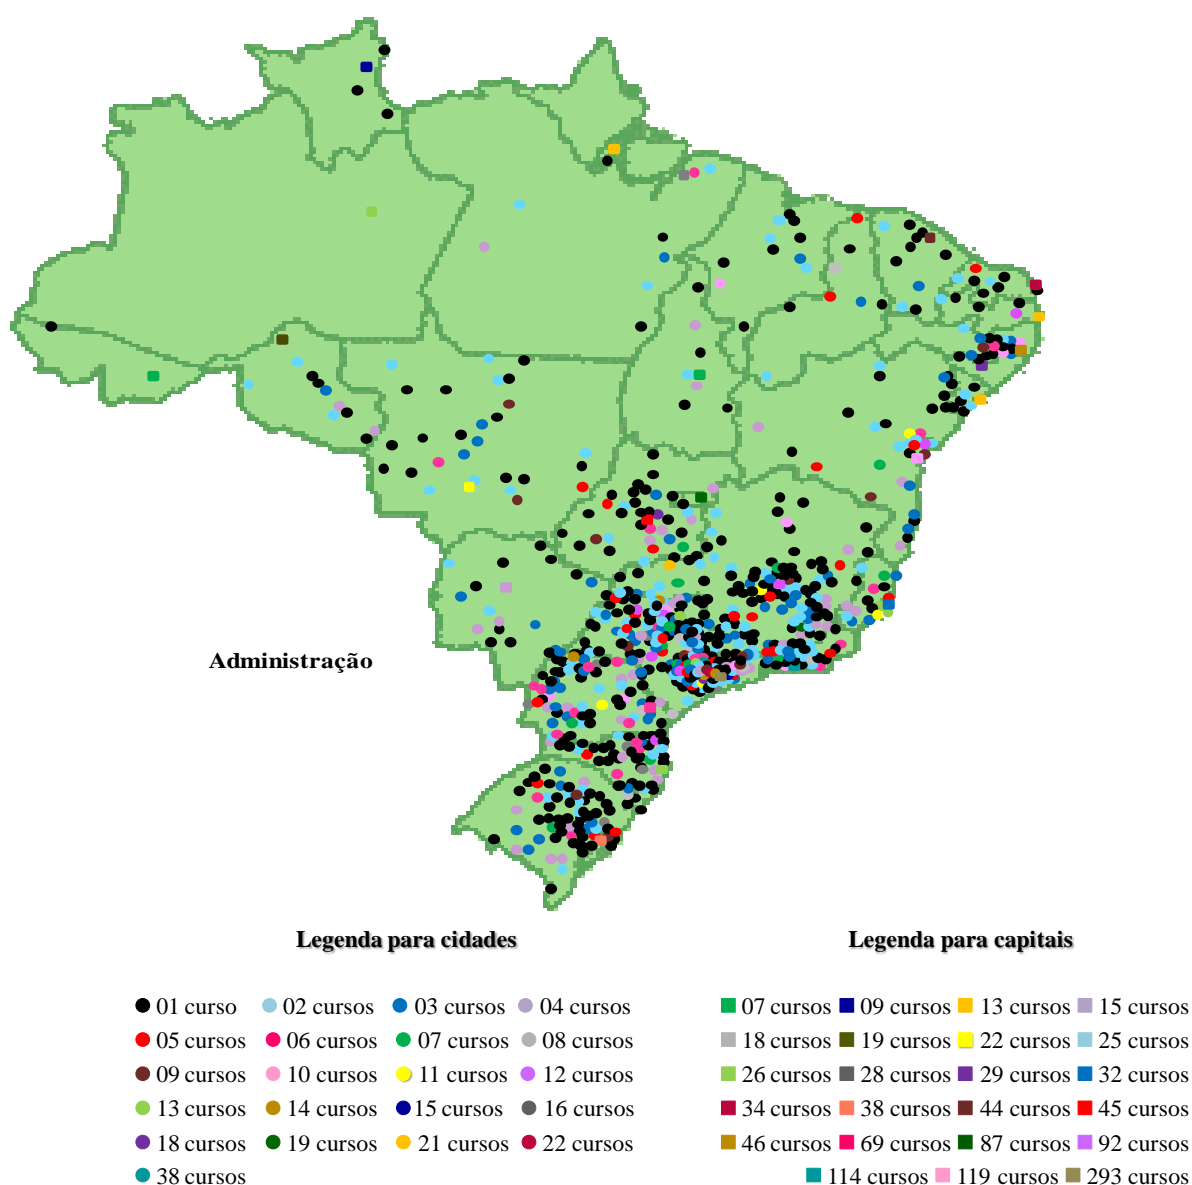 Administração
Legenda para cidades
Legenda para capitais
01 curso 02 cursos 03 cursos 04 cursos
07 cursos 09 cursos 13 cursos 15 cursos
05 cursos 06 cursos 07 cursos 08 cursos
18 cursos 19 cursos 22 cursos 25 cursos
09 cursos 10 cursos 11 cursos 12 cursos
26 cursos 28 cursos 29 cursos 32 cursos
13 cursos 14 cursos 15 cursos 16 cursos
34 cursos 38 cursos 44 cursos 45 cursos
18 cursos 19 cursos 21 cursos 22 cursos
46 cursos 69 cursos 87 cursos 92 cursos
38 cursos
114 cursos 119 cursos 293 cursos